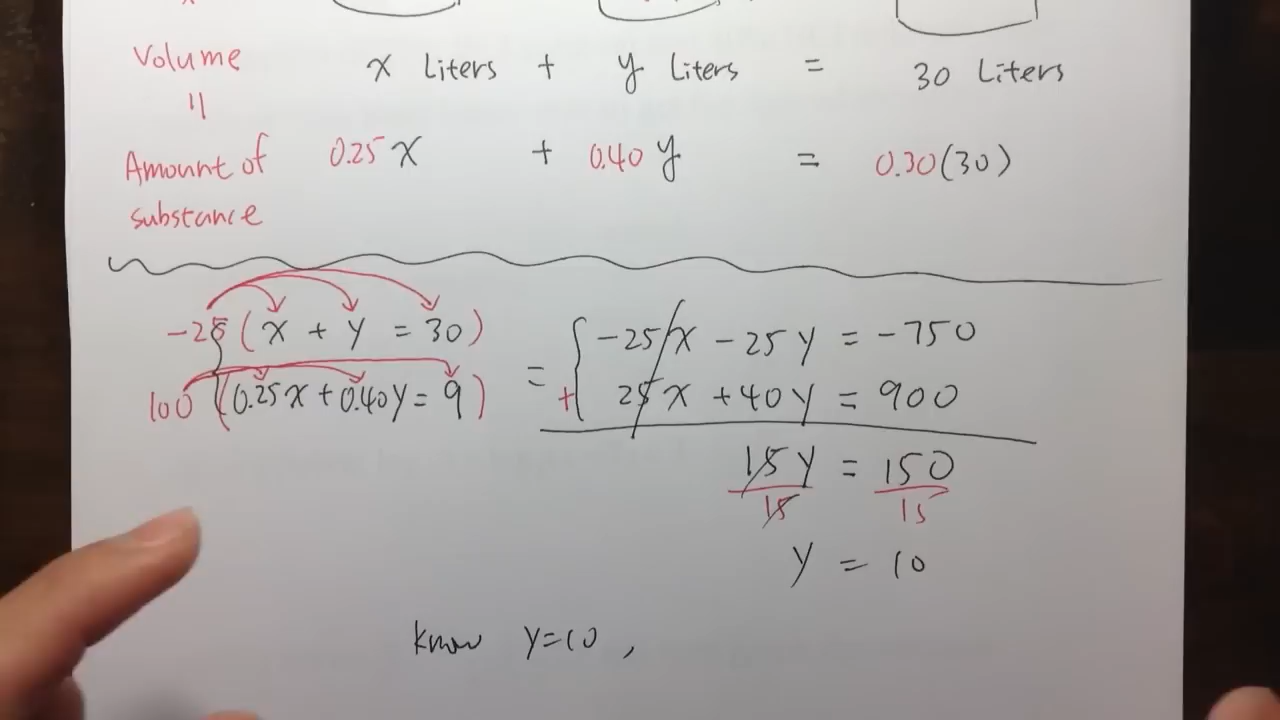 Volume x Liters + y Liters = 30 Liters
=
Amount of 0.25x + 0.40y = 0.30(30)
substance
-25(x + y = 30) = -25x - 25y = -750
100(0.25x + 0.40y = 9) + 25x + 40y = 900
15y = 150
15 15
y = 10
know y=10,